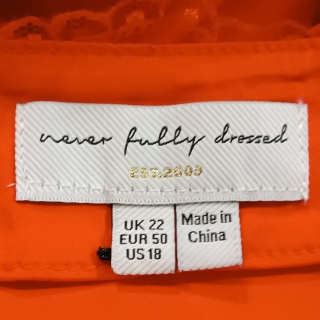 never fully dressed
EST.2009
UK 22
EUR 50
US 18
Made in
China